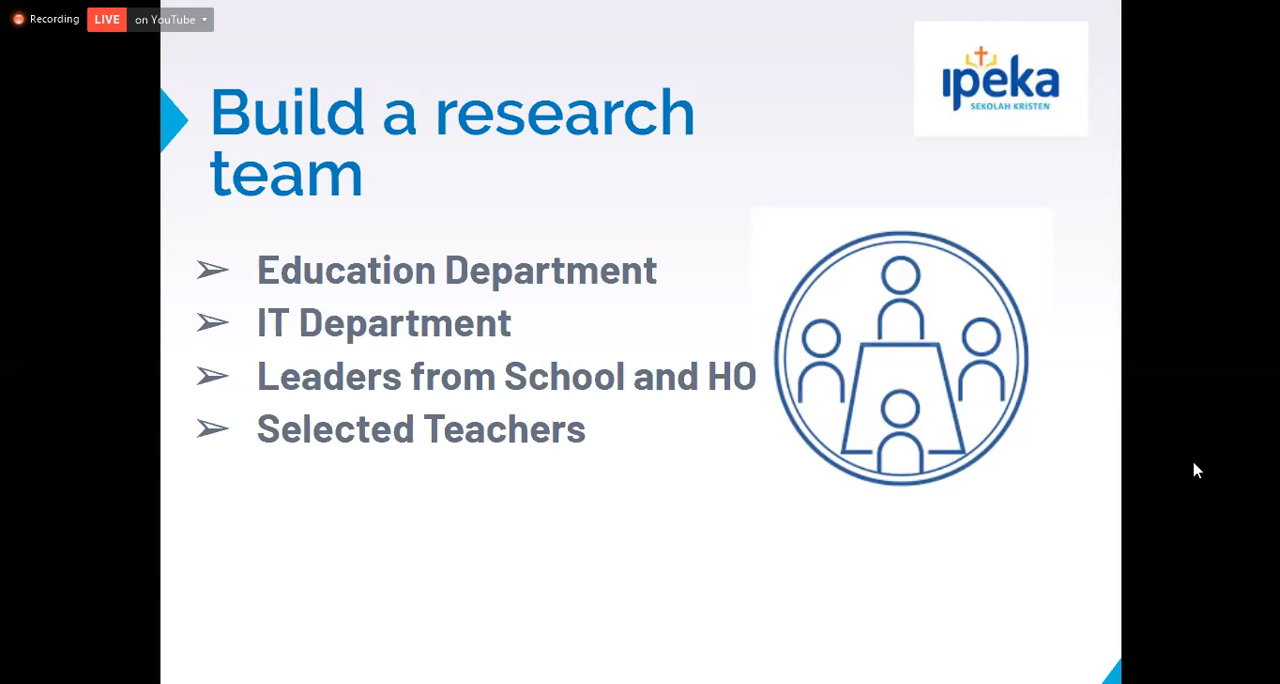 Recording
LIVE on YouTube
ipeka
SEKOLAH KRISTEN
Build a research
team
➢ Education Department
➢ IT Department
➢ Leaders from School and HO
➢ Selected Teachers